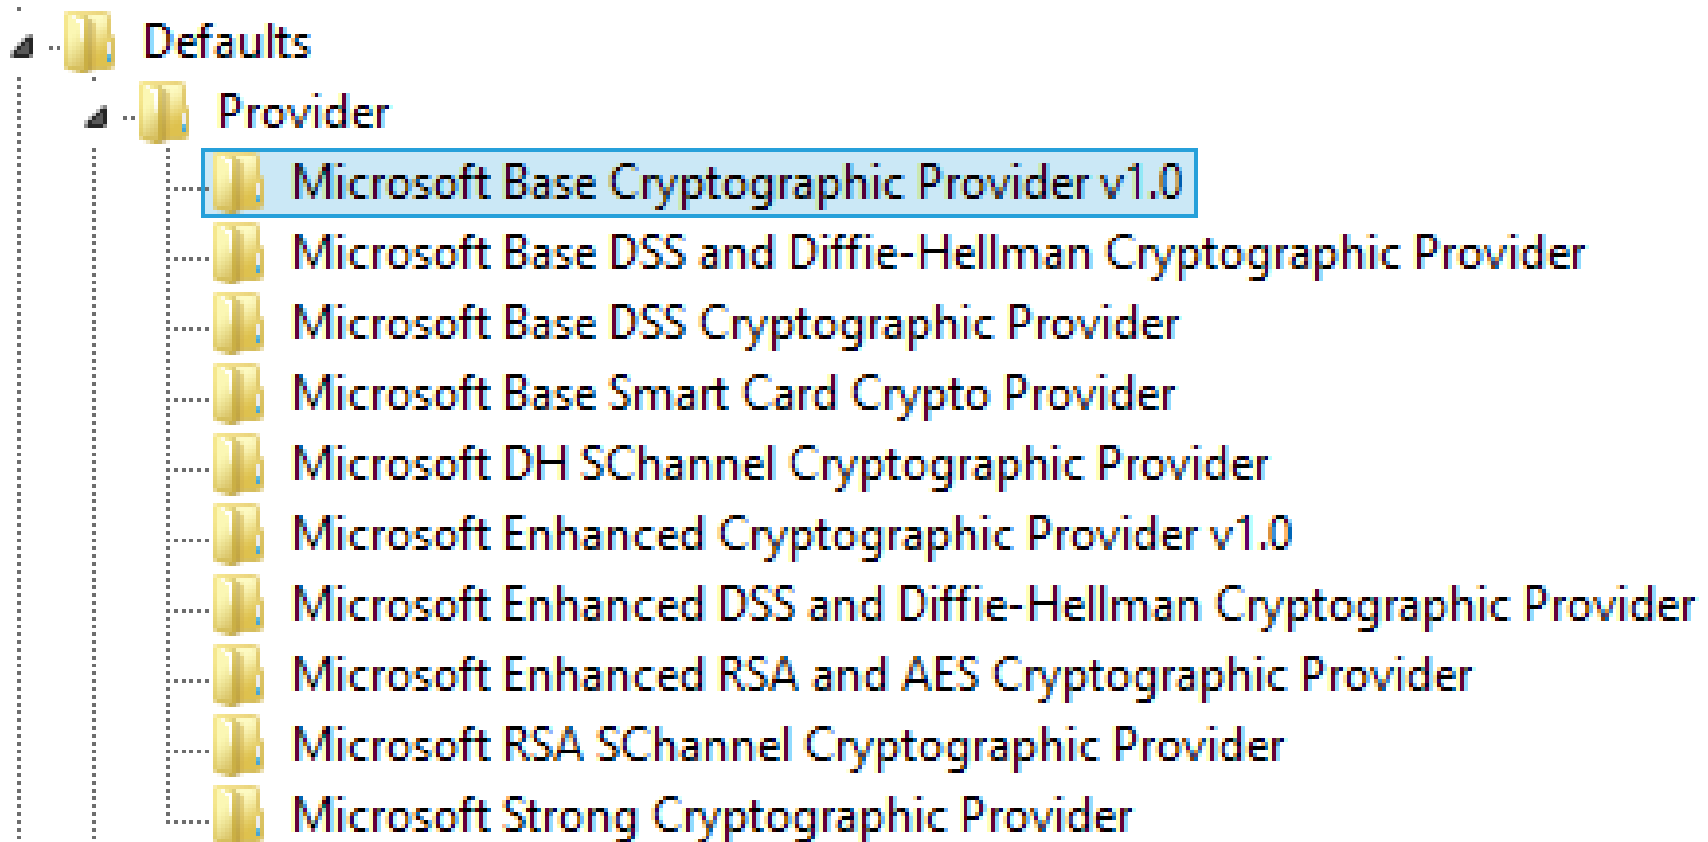 Defaults
Provider
Microsoft Base Cryptographic Provider v1.0
Microsoft Base DSS and Diffie-Hellman Cryptographic Provider
Microsoft Base DSS Cryptographic Provider
Microsoft Base Smart Card Crypto Provider
Microsoft DH SChannel Cryptographic Provider
Microsoft Enhanced Cryptographic Provider v1.0
Microsoft Enhanced DSS and Diffie-Hellman Cryptographic Provider
Microsoft Enhanced RSA and AES Cryptographic Provider
Microsoft RSA SChannel Cryptographic Provider
Microsoft Strong Cryptographic Provider